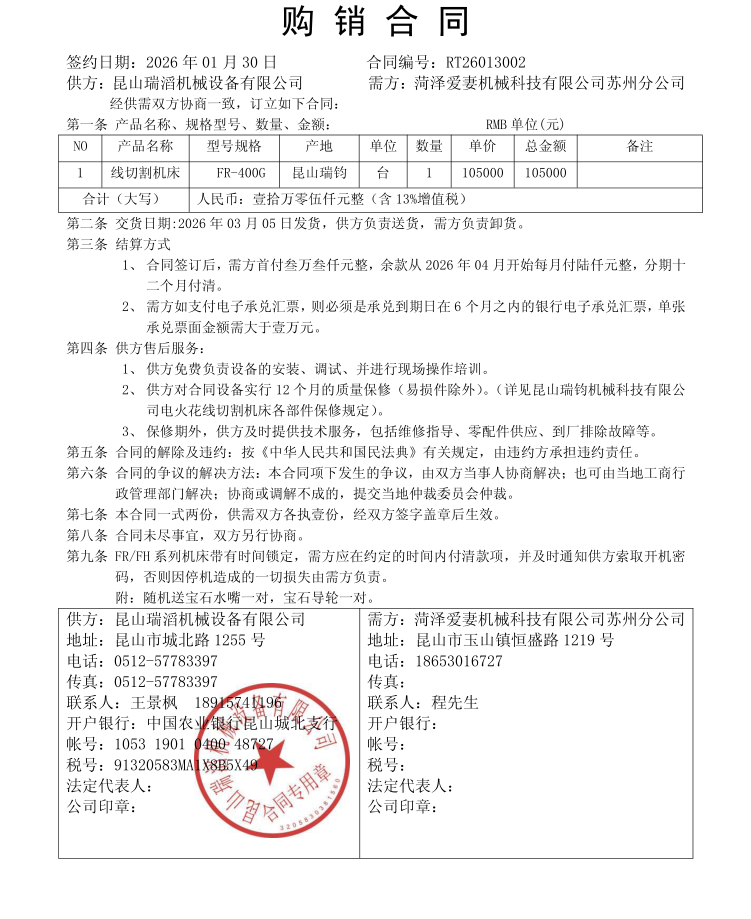 购 销 合 同
签约日期：2026 年 01 月 30 日 合同编号：RT26013002
供方：昆山瑞滔机械设备有限公司 需方：菏泽爱妻机械科技有限公司苏州分公司
经供需双方协商一致，订立如下合同：
第一条 产品名称、规格型号、数量、金额： RMB 单位(元)
NO 产品名称 型号规格 产地 单位 数量 单价 总金额 备注
1 线切割机床 FR-400G 昆山瑞钧 台 1 105000 105000
合计（大写） 人民币：壹拾万零伍仟元整（含 13%增值税）
第二条 交货日期:2026 年 03 月 05 日发货，供方负责送货，需方负责卸货。
第三条 结算方式
1、 合同签订后，需方首付叁万叁仟元整，余款从 2026 年 04 月开始每月付陆仟元整，分期十
二个月付清。
2、 需方如支付电子承兑汇票，则必须是承兑到期日在 6 个月之内的银行电子承兑汇票，单张
承兑票面金额需大于壹万元。
第四条 供方售后服务：
1、 供方免费负责设备的安装、调试、并进行现场操作培训。
2、 供方对合同设备实行 12 个月的质量保修（易损件除外）。（详见昆山瑞钧机械科技有限公
司电火花线切割机床各部件保修规定）。
3、 保修期外，供方及时提供技术服务，包括维修指导、零配件供应、到厂排除故障等。
第五条 合同的解除及违约：按《中华人民共和国民法典》有关规定，由违约方承担违约责任。
第六条 合同的争议的解决方法：本合同项下发生的争议，由双方当事人协商解决；也可由当地工商行
政管理部门解决；协商或调解不成的，提交当地仲裁委员会仲裁。
第七条 本合同一式两份，供需双方各执壹份，经双方签字盖章后生效。
第八条 合同未尽事宜，双方另行协商。
第九条 FR/FH 系列机床带有时间锁定，需方应在约定的时间内付清款项，并及时通知供方索取开机密
码，否则因停机造成的一切损失由需方负责。
附：随机送宝石水嘴一对，宝石导轮一对。
供方：昆山瑞滔机械设备有限公司
地址：昆山市城北路 1255 号
电话：0512-57783397
传真：0512-57783397
联系人：王景枫 18915741196
开户银行：中国农业银行昆山城北支行
帐号：1053 1901 0400 48727
税号：91320583MA1X8B5X49
法定代表人：
公司印章：
昆山瑞滔机械设备有限公司
合同专用章
需方：菏泽爱妻机械科技有限公司苏州分公司
地址：昆山市玉山镇恒盛路 1219 号
电话：18653016727
传真：
联系人：程先生
开户银行：
帐号：
税号：
法定代表人：
公司印章：